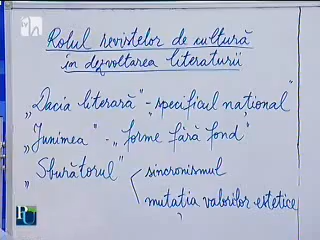 Rolul revistelor de cultură
în dezvoltarea literaturii
„Dacia literară" - „specificul național"
„Junimea" - „forme fără fond"
„Sburătorul"
sincronismul
mutația valorilor estetice